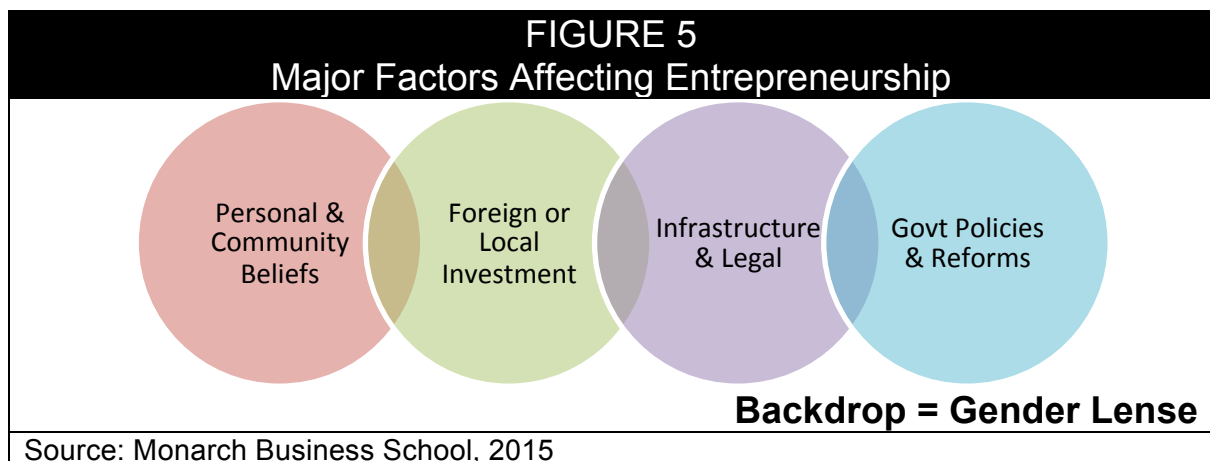 FIGURE 5
Major Factors Affecting Entrepreneurship
Personal &
Community
Beliefs
Foreign or
Local
Investment
Infrastructure
& Legal
Govt Policies
& Reforms
Backdrop = Gender Lense
Source: Monarch Business School, 2015